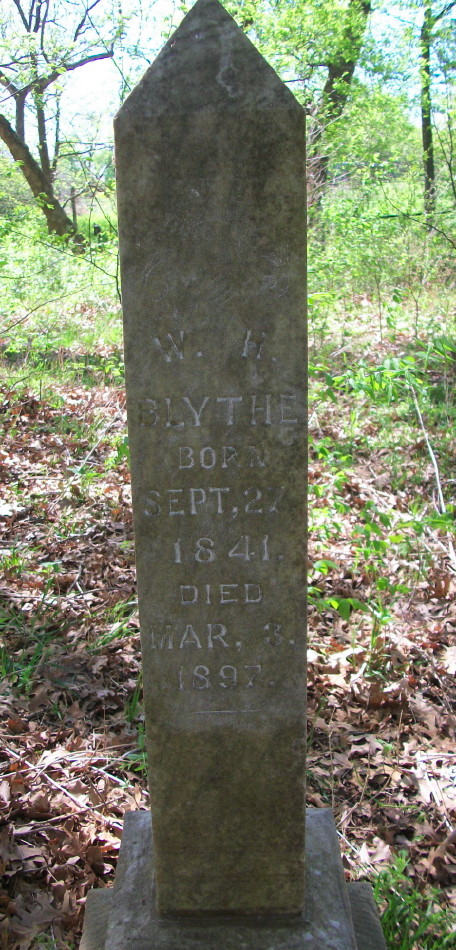 W. H.
BLYTHE
BORN
SEPT, 27
1841.
DIED
MAR, 3.
1897